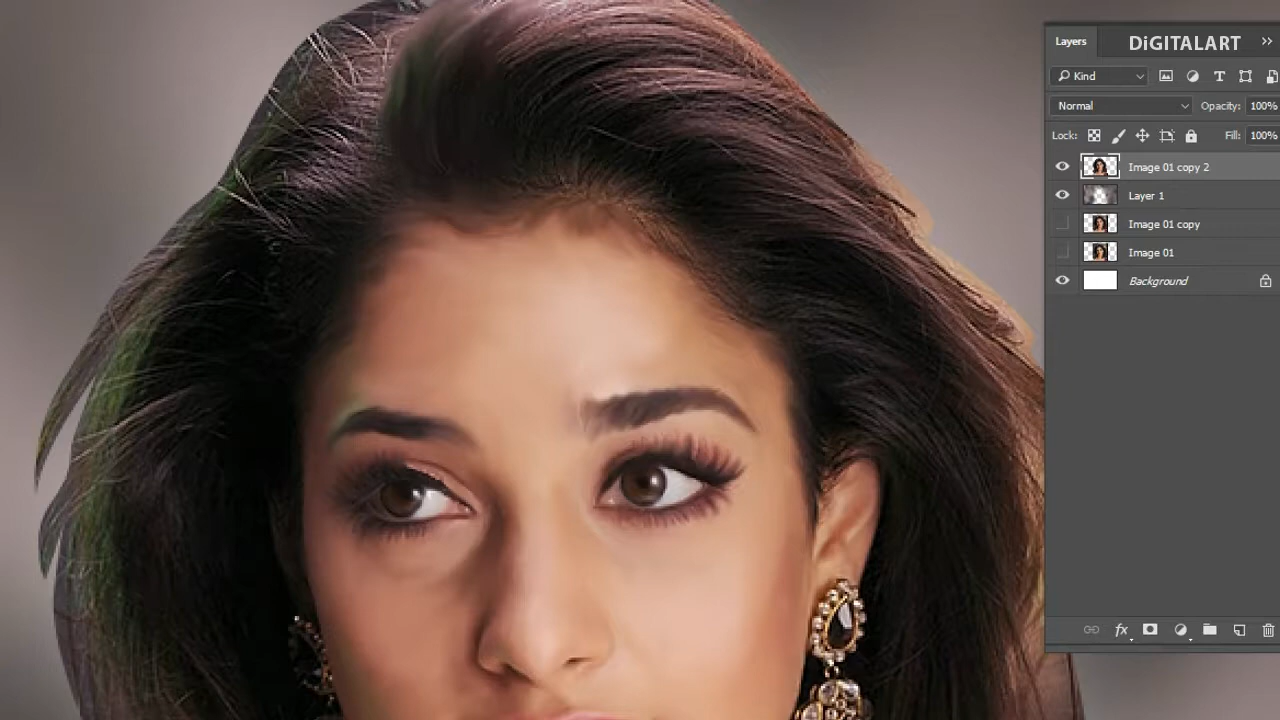 Layers DiGITALART
Kind T
Normal Opacity: 100%
Lock: Fill: 100%
Image 01 copy 2
Layer 1
Image 01 copy
Image 01
Background
fx